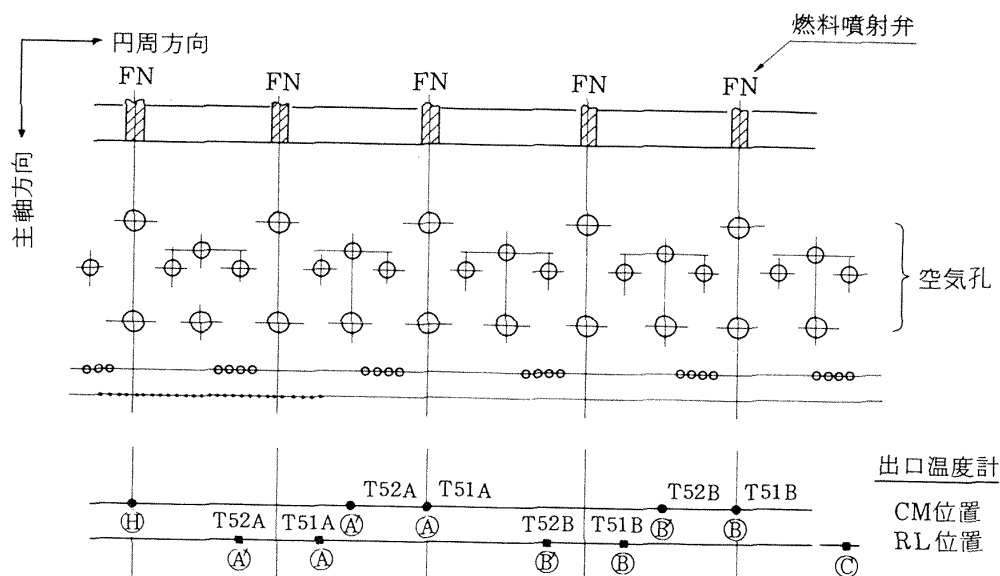 燃料噴射弁
円周方向
FN FN FN FN FN
主軸方向
空気孔
出口温度計
T52A T51A T52B T51B
CM位置
Ⓗ Ⓐ' Ⓐ Ⓑ' Ⓑ
T52A T51A T52B T51B
RL位置
Ⓐ' Ⓐ Ⓑ' Ⓑ Ⓒ